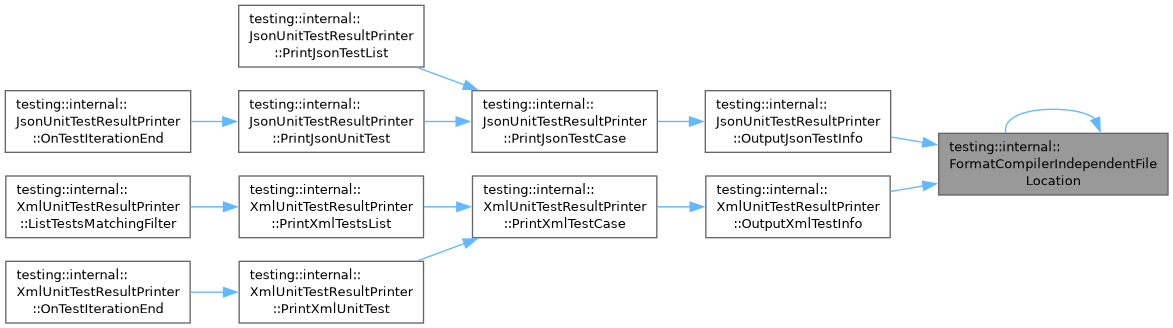 testing::internal::
JsonUnitTestResultPrinter
::PrintJsonTestList
testing::internal::
JsonUnitTestResultPrinter
::OnTestIterationEnd
testing::internal::
JsonUnitTestResultPrinter
::PrintJsonUnitTest
testing::internal::
JsonUnitTestResultPrinter
::PrintJsonTestCase
testing::internal::
JsonUnitTestResultPrinter
::OutputJsonTestInfo
testing::internal::
FormatCompilerIndependentFile
Location
testing::internal::
XmlUnitTestResultPrinter
::ListTestsMatchingFilter
testing::internal::
XmlUnitTestResultPrinter
::PrintXmlTestsList
testing::internal::
XmlUnitTestResultPrinter
::PrintXmlTestCase
testing::internal::
XmlUnitTestResultPrinter
::OutputXmlTestInfo
testing::internal::
XmlUnitTestResultPrinter
::OnTestIterationEnd
testing::internal::
XmlUnitTestResultPrinter
::PrintXmlUnitTest